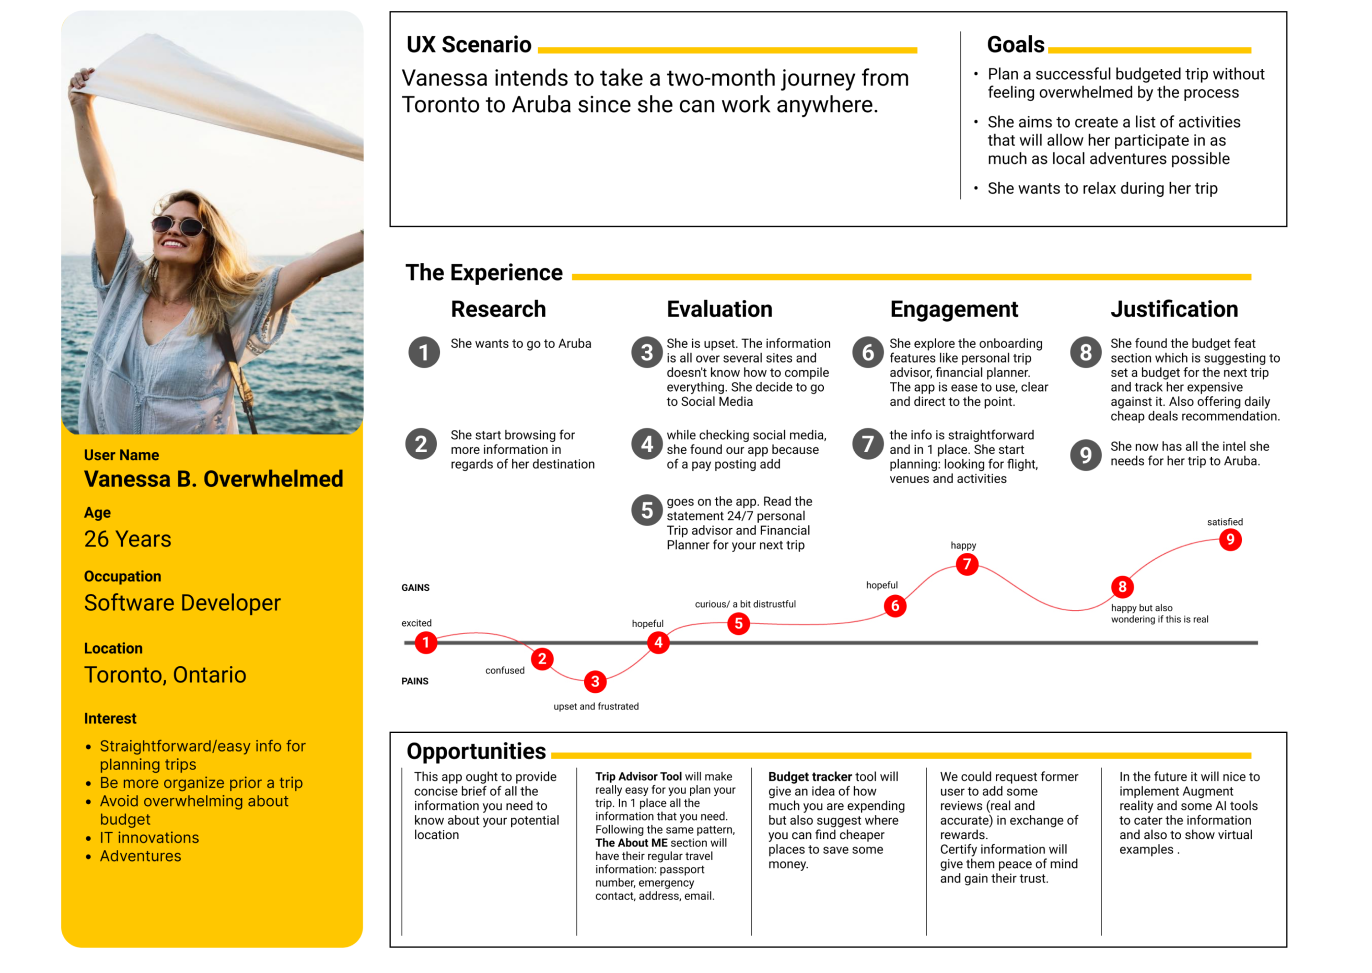 User Name
Vanessa B. Overwhelmed
Age
26 Years
Occupation
Software Developer
Location
Toronto, Ontario
Interest
• Straightforward/easy info for
planning trips
• Be more organize prior a trip
• Avoid overwhelming about
budget
• IT innovations
• Adventures
UX Scenario
Vanessa intends to take a two-month journey from
Toronto to Aruba since she can work anywhere.
Goals
• Plan a successful budgeted trip without
feeling overwhelmed by the process
• She aims to create a list of activities
that will allow her participate in as
much as local adventures possible
• She wants to relax during her trip
The Experience
Research
1
She wants to go to Aruba
2
She start browsing for
more information in
regards of her destination
Evaluation
3
She is upset. The information
is all over several sites and
doesn't know how to compile
everything. She decide to go
to Social Media
4
while checking social media,
she found our app because
of a pay posting add
5
goes on the app. Read the
statement 24/7 personal
Trip advisor and Financial
Planner for your next trip
Engagement
6
She explore the onboarding
features like personal trip
advisor, financial planner.
The app is ease to use, clear
and direct to the point.
7
the info is straightforward
and in 1 place. She start
planning: looking for flight,
venues and activities
Justification
8
She found the budget feat
section which is suggesting to
set a budget for the next trip
and track her expensive
against it. Also offering daily
cheap deals recommendation.
9
She now has all the intel she
needs for her trip to Aruba.
GAINS
PAINS
excited
1
confused
2
upset and frustrated
3
hopeful
4
curious/ a bit distrustful
5
hopeful
6
happy
7
happy but also
wondering if this is real
8
satisfied
9
Opportunities
This app ought to provide
concise brief of all the
information you need to
know about your potential
location
Trip Advisor Tool will make
really easy for you plan your
trip. In 1 place all the
information that you need.
Following the same pattern,
The About ME section will
have their regular travel
information: passport
number, emergency
contact, address, email.
Budget tracker tool will
give an idea of how
much you are expending
but also suggest where
you can find cheaper
places to save some
money.
We could request former
user to add some
reviews (real and
accurate) in exchange of
rewards.
Certify information will
give them peace of mind
and gain their trust.
In the future it will nice to
implement Augment
reality and some AI tools
to cater the information
and also to show virtual
examples .